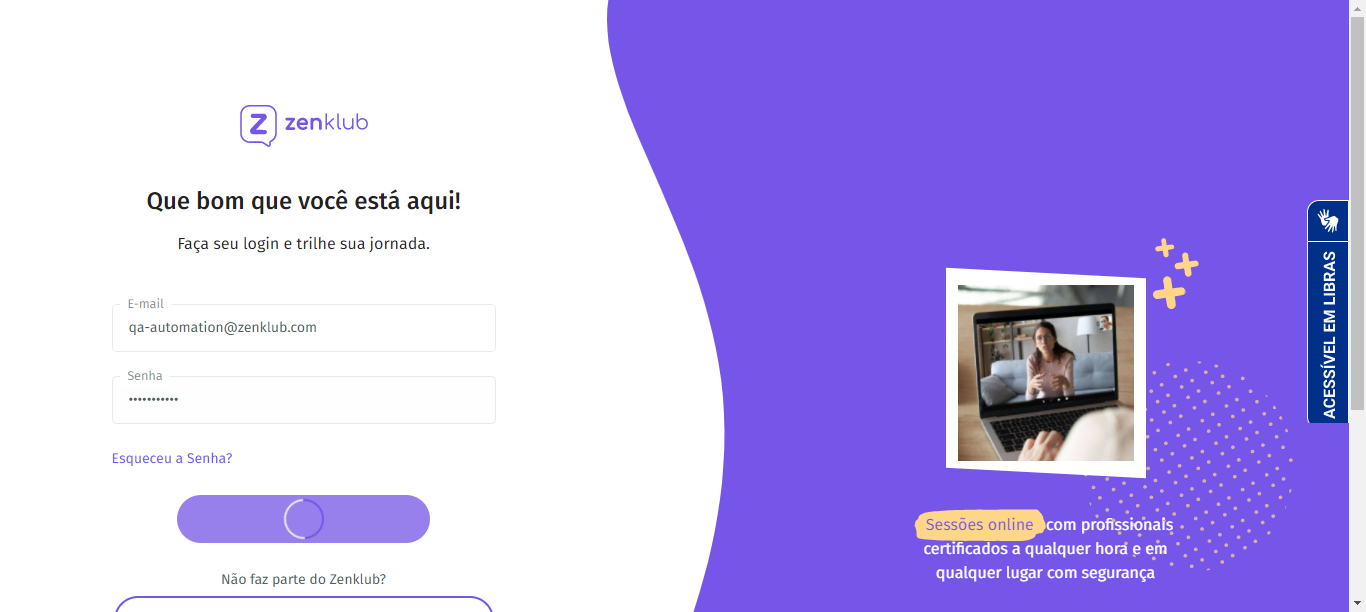 zenklub
Que bom que você está aqui!
Faça seu login e trilhe sua jornada.
E-mail
qa-automation@zenklub.com
Senha
•••••••••••
Esqueceu a Senha?
Não faz parte do Zenklub?
ACESSÍVEL EM LIBRAS
Sessões online com profissionais
certificados a qualquer hora e em
qualquer lugar com segurança